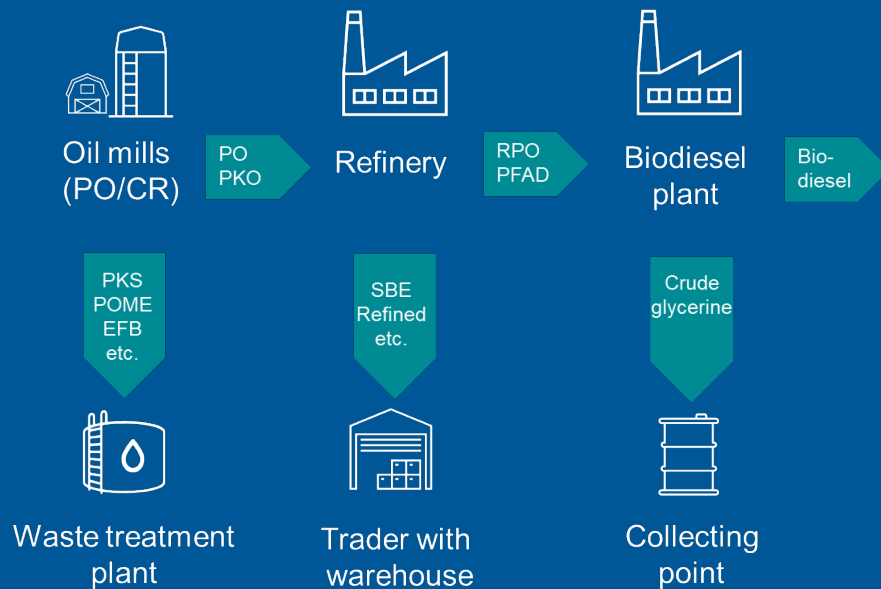 Oil mills
(PO/CR)
PO
PKO
Refinery
RPO
PFAD
Biodiesel
plant
Bio-
diesel
PKS
POME
EFB
etc.
SBE
Refined
etc.
Crude
glycerine
Waste treatment
plant
Trader with
warehouse
Collecting
point